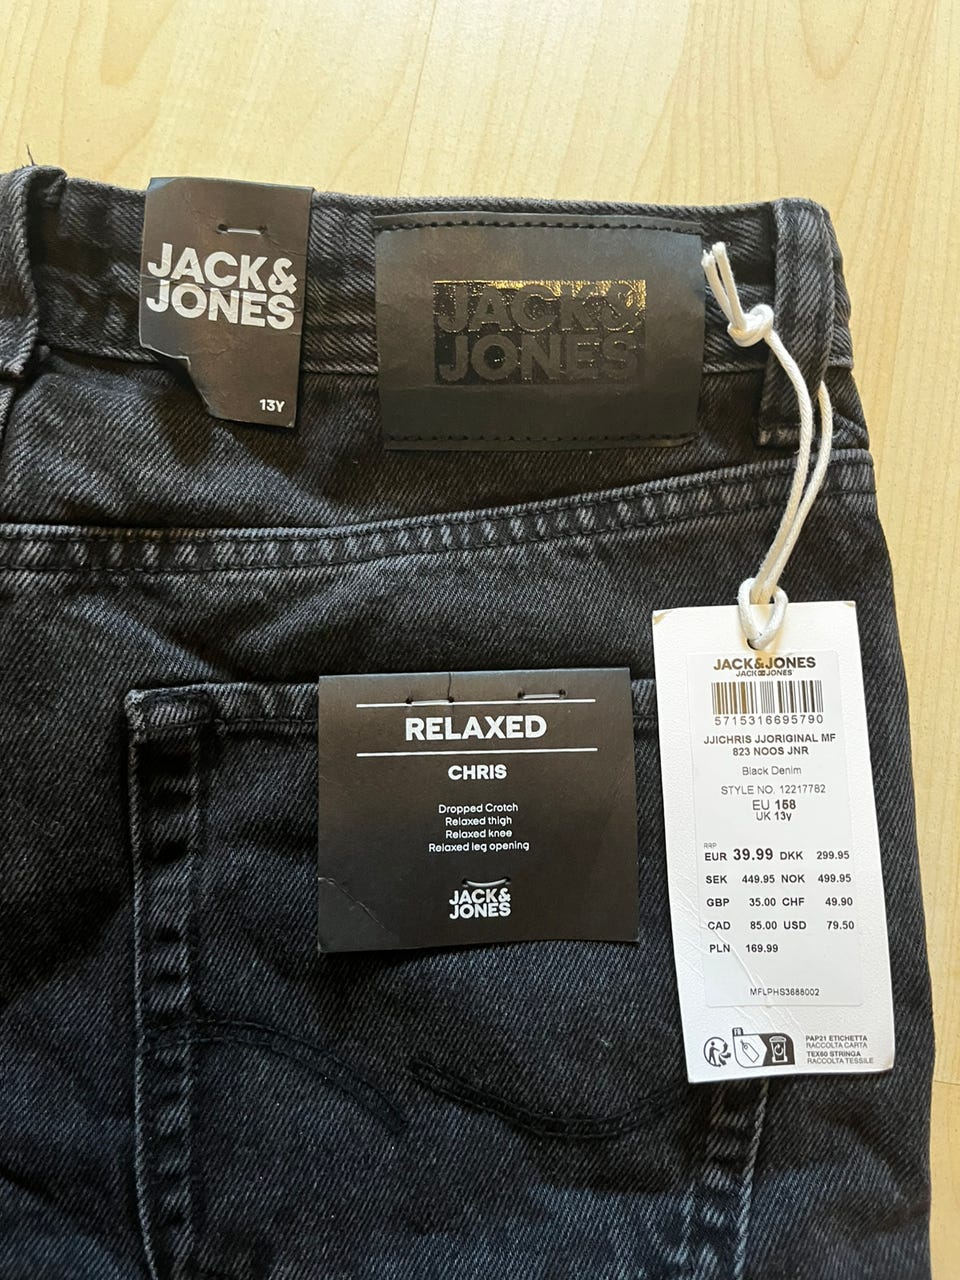 JACK&
JONES
13Y
JACK&
JONES
RELAXED
CHRIS
Dropped Crotch
Relaxed thigh
Relaxed knee
Relaxed leg opening
JACK&
JONES
JACK&JONES
JACK&JONES
5715316695790
JJICHRIS JJORIGINAL MF
823 NOOS JNR
Black Denim
STYLE NO. 12217782
EU 158
UK 13y
RRP
EUR 39.99 DKK 299.95
SEK 449.95 NOK 499.95
GBP 35.00 CHF 49.90
CAD 85.00 USD 79.50
PLN 169.99
MFLPHS3688002
FR
PAP21 ETICHETTA
RACCOLTA CARTA
TEX60 STRINGA
RACCOLTA TESSILE